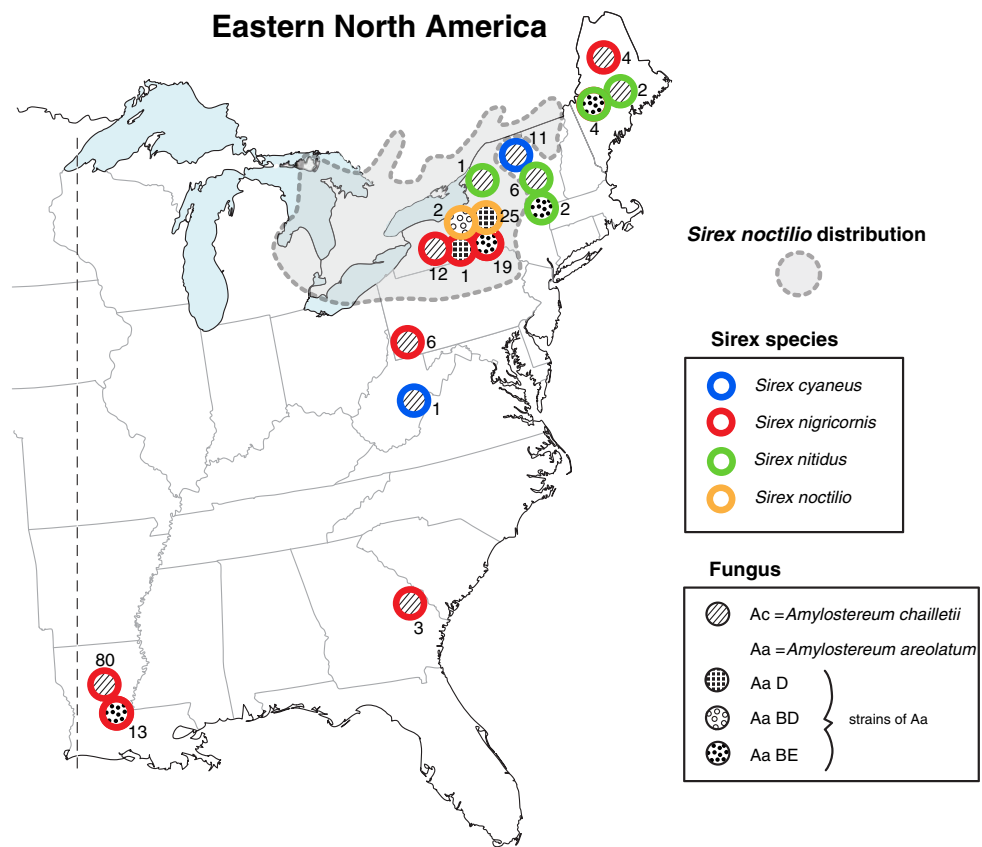 Eastern North America
4
2
4
11
1
6
2
2
25
12
1
19
6
1
3
80
13
Sirex noctilio distribution
Sirex species
Sirex cyaneus
Sirex nigricornis
Sirex nitidus
Sirex noctilio
Fungus
Ac =Amylostereum chailletii
Aa =Amylostereum areolatum
Aa D
Aa BD
strains of Aa
Aa BE